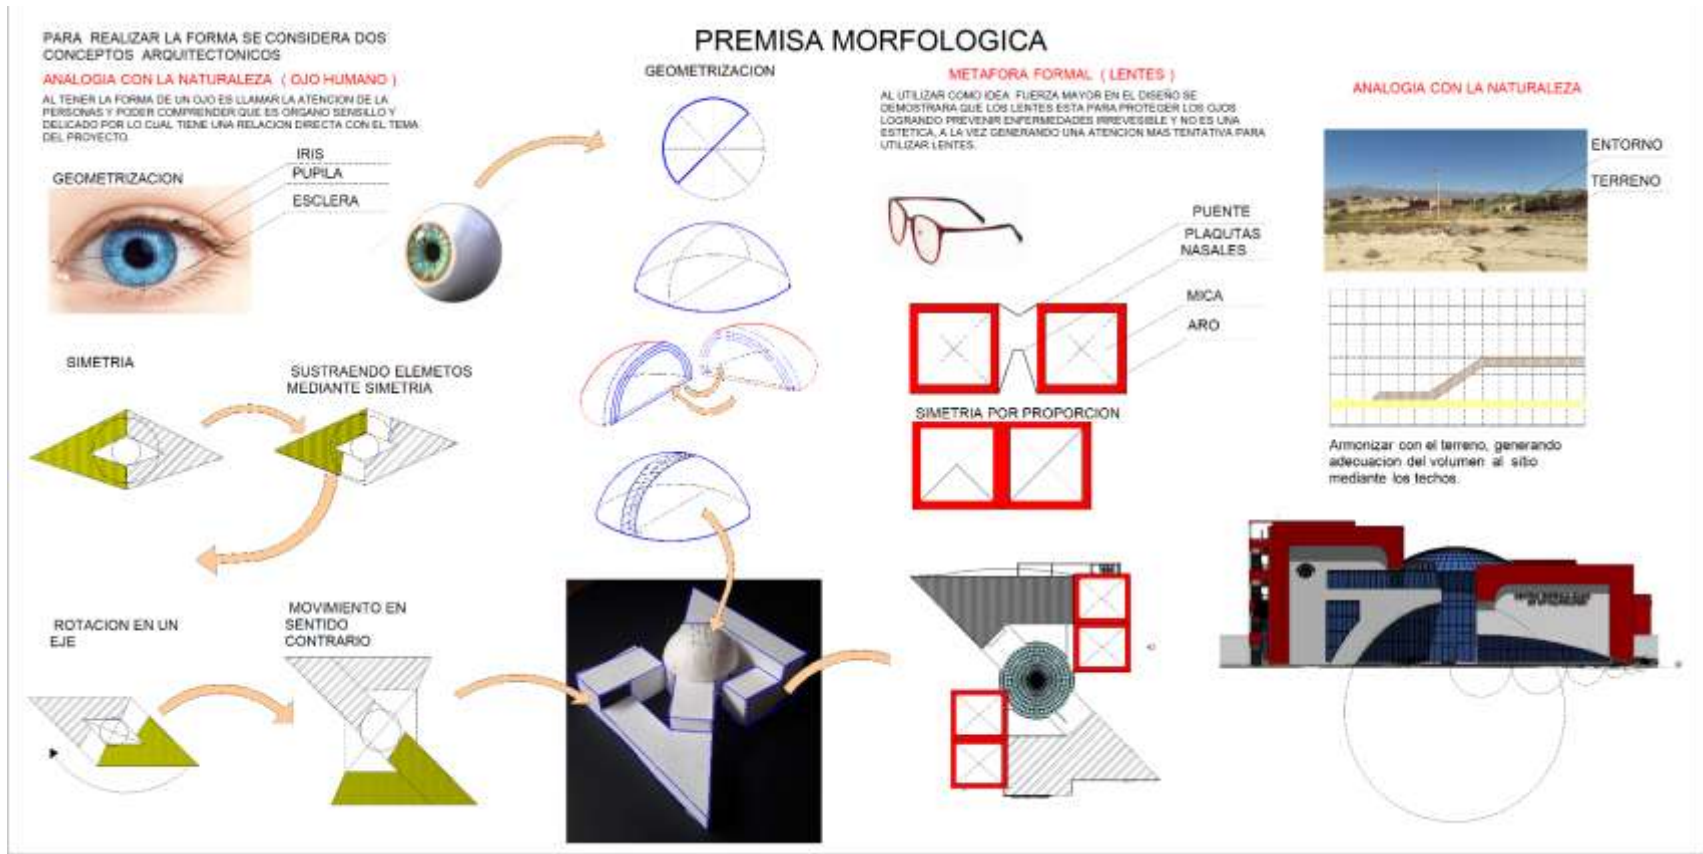 PREMISA MORFOLOGICA
PARA REALIZAR LA FORMA SE CONSIDERA DOS
CONCEPTOS ARQUITECTONICOS
ANALOGIA CON LA NATURALEZA ( OJO HUMANO )
AL TENER LA FORMA DE UN OJO ES LLAMAR LA ATENCION DE LA
PERSONAS Y PODER COMPRENDER QUE ES ORGANO SENSILLO Y
DELICADO POR LO CUAL TIENE UNA RELACION DIRECTA CON EL TEMA
DEL PROYECTO.
GEOMETRIZACION
IRIS
PUPILA
ESCLERA
SIMETRIA
SUSTRAENDO ELEMETOS
MEDIANTE SIMETRIA
ROTACION EN UN
EJE
MOVIMIENTO EN
SENTIDO
CONTRARIO
GEOMETRIZACION
METAFORA FORMAL ( LENTES )
AL UTILIZAR COMO IDEA FUERZA MAYOR EN EL DISEÑO SE
DEMOSTRARA QUE LOS LENTES ESTA PARA PROTEGER LOS OJOS
LOGRANDO PREVENIR ENFERMEDADES IRREVESIBLE Y NO ES UNA
ESTETICA, A LA VEZ GENERANDO UNA ATENCION MAS TENTATIVA PARA
UTILIZAR LENTES.
PUENTE
PLAQUTAS
NASALES
MICA
ARO
SIMETRIA POR PROPORCION
ANALOGIA CON LA NATURALEZA
ENTORNO
TERRENO
Armonizar con el terreno, generando
adecuacion del volumen al sitio
mediante los techos.